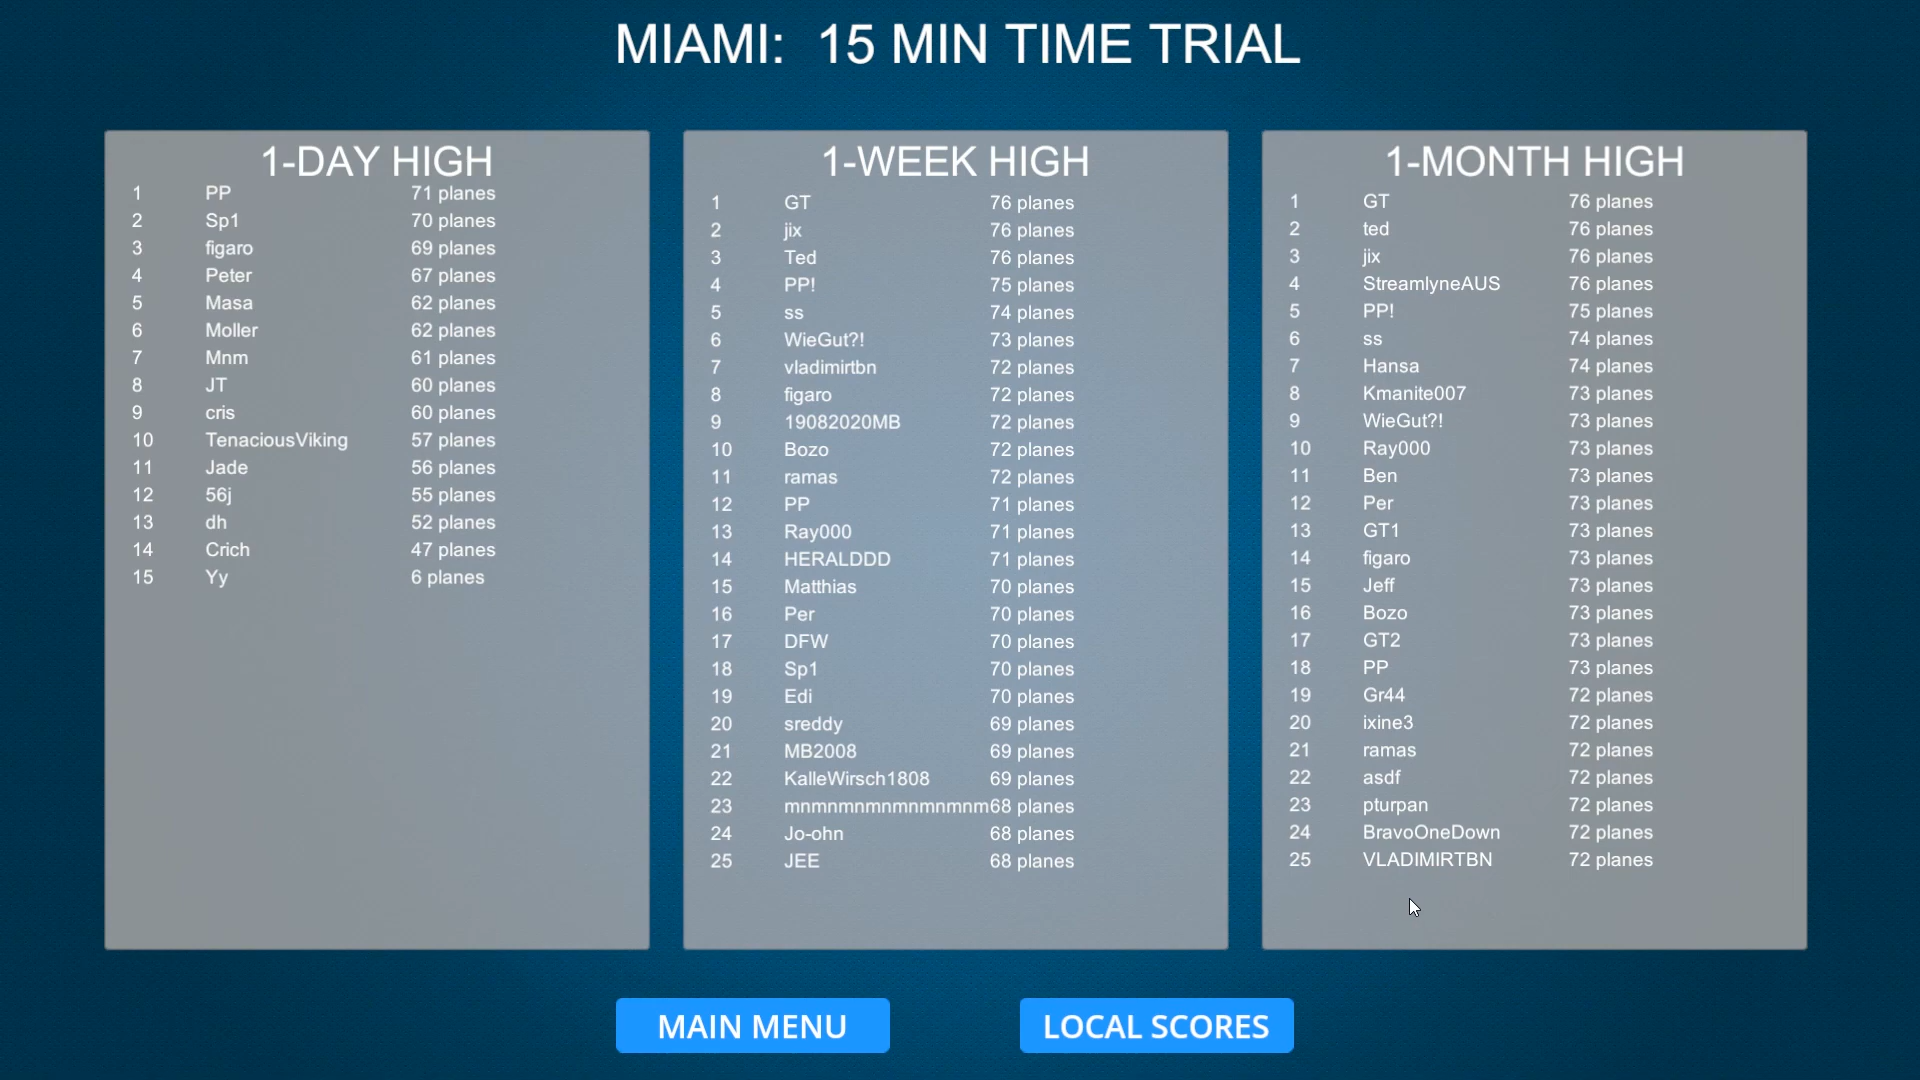 MIAMI:  15 MIN TIME TRIAL
1-DAY HIGH
1 PP 71 planes
2 Sp1 70 planes
3 figaro 69 planes
4 Peter 67 planes
5 Masa 62 planes
6 Moller 62 planes
7 Mnm 61 planes
8 JT 60 planes
9 cris 60 planes
10 TenaciousViking 57 planes
11 Jade 56 planes
12 56j 55 planes
13 dh 52 planes
14 Crich 47 planes
15 Yy 6 planes
1-WEEK HIGH
1 GT 76 planes
2 jix 76 planes
3 Ted 76 planes
4 PP! 75 planes
5 ss 74 planes
6 WieGut?! 73 planes
7 vladimirtbn 72 planes
8 figaro 72 planes
9 19082020MB 72 planes
10 Bozo 72 planes
11 ramas 72 planes
12 PP 71 planes
13 Ray000 71 planes
14 HERALDDD 71 planes
15 Matthias 70 planes
16 Per 70 planes
17 DFW 70 planes
18 Sp1 70 planes
19 Edi 70 planes
20 sreddy 69 planes
21 MB2008 69 planes
22 KalleWirsch1808 69 planes
23 mnmnmnmnmnmnmnm 68 planes
24 Jo-ohn 68 planes
25 JEE 68 planes
1-MONTH HIGH
1 GT 76 planes
2 ted 76 planes
3 jix 76 planes
4 StreamlyneAUS 76 planes
5 PP! 75 planes
6 ss 74 planes
7 Hansa 74 planes
8 Kmanite007 73 planes
9 WieGut?! 73 planes
10 Ray000 73 planes
11 Ben 73 planes
12 Per 73 planes
13 GT1 73 planes
14 figaro 73 planes
15 Jeff 73 planes
16 Bozo 73 planes
17 GT2 73 planes
18 PP 73 planes
19 Gr44 72 planes
20 ixine3 72 planes
21 ramas 72 planes
22 asdf 72 planes
23 pturpan 72 planes
24 BravoOneDown 72 planes
25 VLADIMIRTBN 72 planes
MAIN MENU
LOCAL SCORES